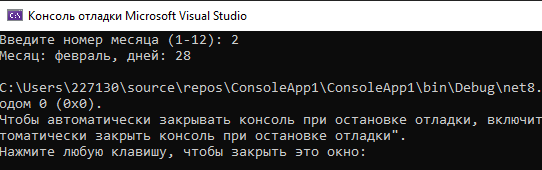 Консоль отладки Microsoft Visual Studio
Введите номер месяца (1-12): 2
Месяц: февраль, дней: 28
C:\Users\227130\source\repos\ConsoleApp1\ConsoleApp1\bin\Debug\net8.
одом 0 (0x0).
Чтобы автоматически закрывать консоль при остановке отладки, включит
томатически закрыть консоль при остановке отладки".
Нажмите любую клавишу, чтобы закрыть это окно: